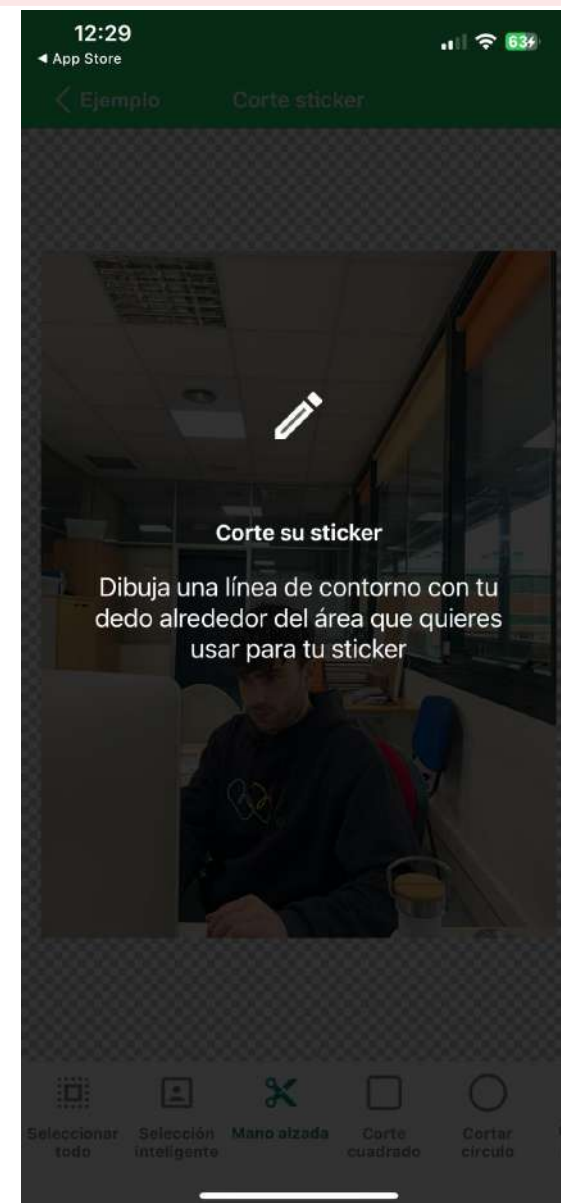 12:29
◀ App Store
63
Ejemplo
Corte sticker
Corte su sticker
Dibuja una línea de contorno con tu
dedo alrededor del área que quieres
usar para tu sticker
Seleccionar
todo
Selección
inteligente
Mano alzada
Corte
cuadrado
Cortar
círculo